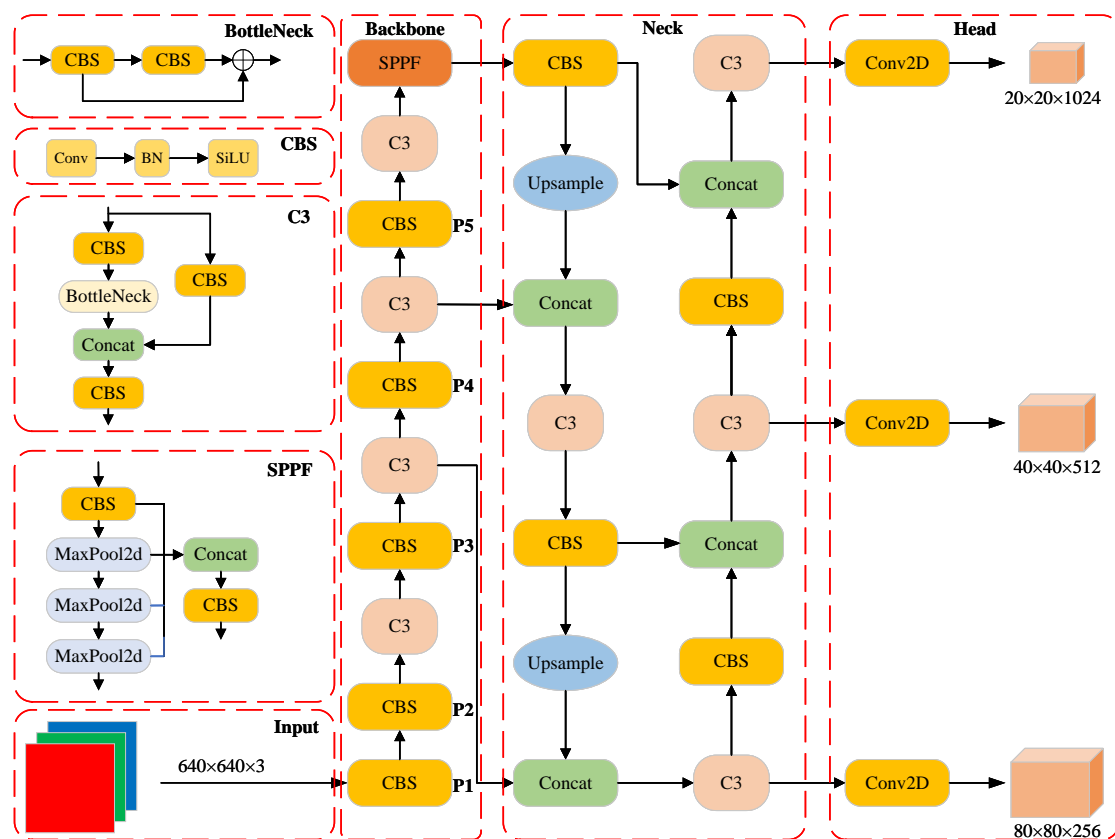 BottleNeck
CBS
CBS
CBS
Conv
BN
SiLU
C3
CBS
CBS
BottleNeck
Concat
CBS
SPPF
CBS
MaxPool2d
Concat
MaxPool2d
CBS
MaxPool2d
Input
640×640×3
Backbone
SPPF
C3
CBS
P5
C3
CBS
P4
C3
CBS
P3
C3
CBS
P2
CBS
P1
Neck
CBS
C3
Upsample
Concat
Concat
CBS
C3
C3
CBS
Concat
Upsample
CBS
Concat
C3
Head
Conv2D
20×20×1024
Conv2D
40×40×512
Conv2D
80×80×256